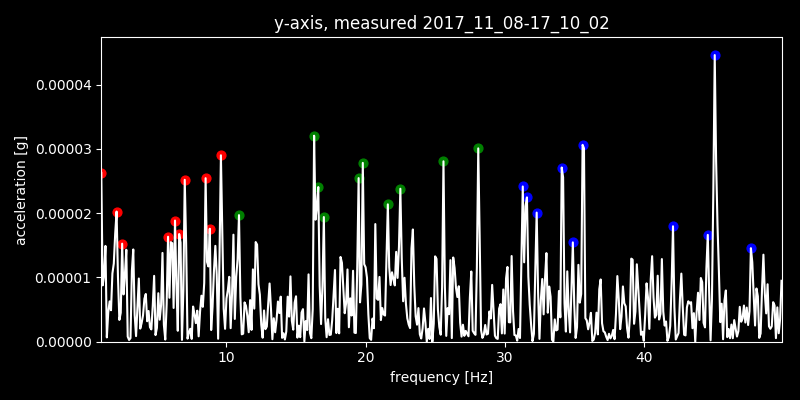 y-axis, measured 2017_11_08-17_10_02
0.00004
0.00003
0.00002
0.00001
0.00000
acceleration [g]
10 20 30 40
frequency [Hz]